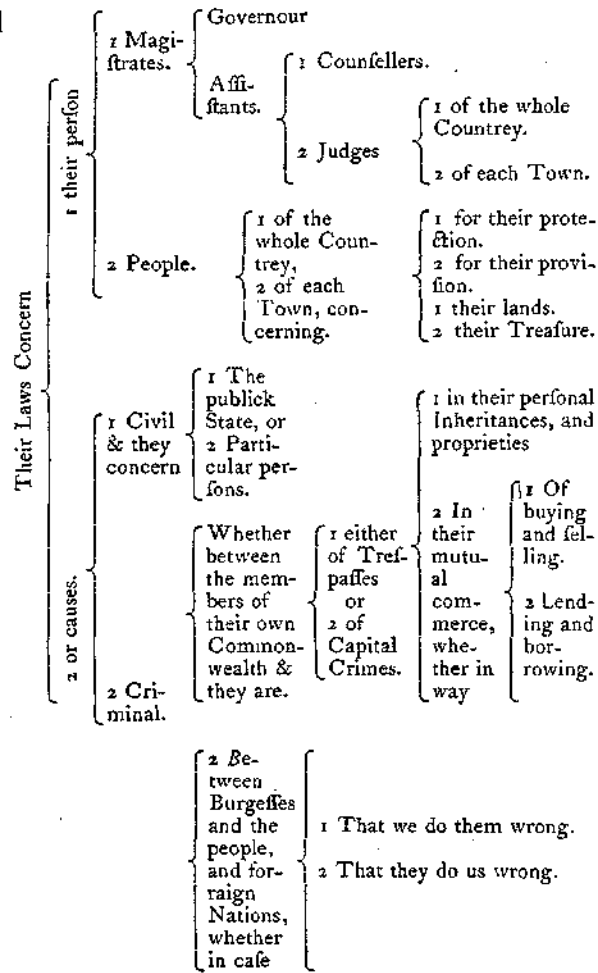 Their Laws Concern
1 their perſon
1 Magi-
ſtrates.
Governour
Aſſi-
ſtants.
1 Counſellers.
2 Judges
1 of the whole
Countrey.
2 of each Town.
2 People.
1 of the
whole Coun-
trey,
2 of each
Town, con-
cerning.
1 for their prote-
ction.
2 for their provi-
ſion.
1 their lands.
2 their Treaſure.
2 or cauſes.
1 Civil
& they
concern
1 The
publick
State, or
2 Parti-
cular per-
ſons.
1 in their perſonal
Inheritances, and
proprieties
2 In
their
mutu-
al
com-
merce,
whe-
ther in
way
1 Of
buying
and ſel-
ling.
2 Lend-
ing and
bor-
rowing.
2 Cri-
minal.
Whether
between
the mem-
bers of
their own
Common-
wealth &
they are.
1 either
of Treſ-
paſſes
or
2 of
Capital
Crimes.
2 Be-
tween
Burgeſſes
and the
people,
and for-
raign
Nations,
whether
in caſe
1 That we do them wrong.
2 That they do us wrong.